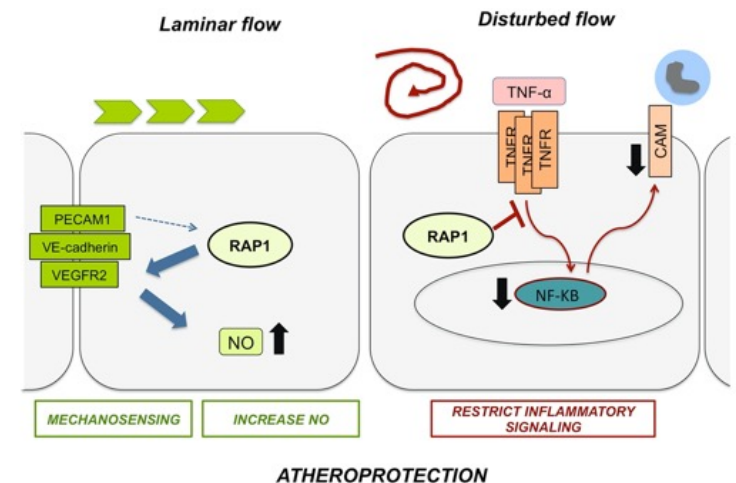 Laminar flow
Disturbed flow
TNF-α
TNFR
TNFR
TNFR
CAM
PECAM1
VE-cadherin
VEGFR2
RAP1
NO
RAP1
NF-KB
MECHANOSENSING
INCREASE NO
RESTRICT INFLAMMATORY
SIGNALING
ATHEROPROTECTION